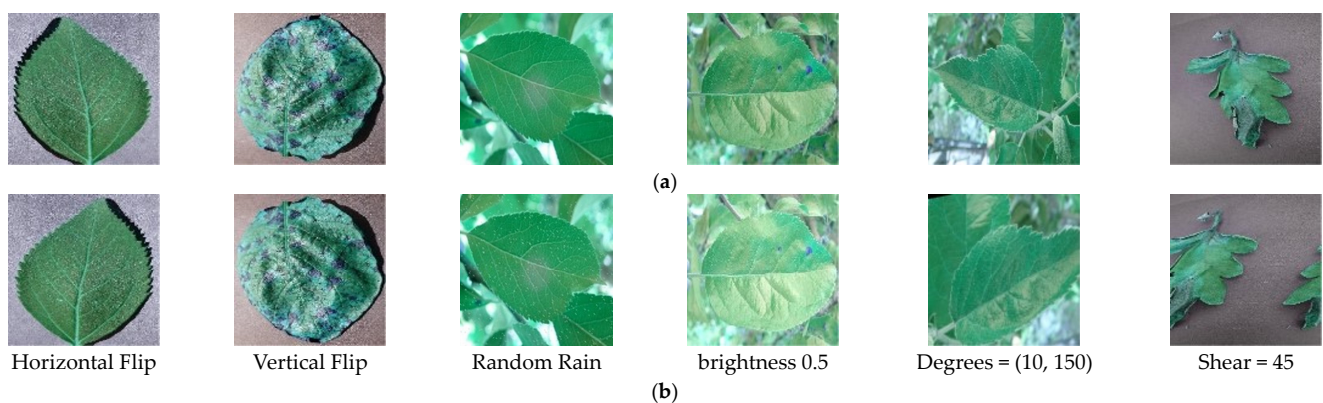 (a)
Horizontal Flip Vertical Flip Random Rain brightness 0.5 Degrees = (10, 150) Shear = 45
(b)